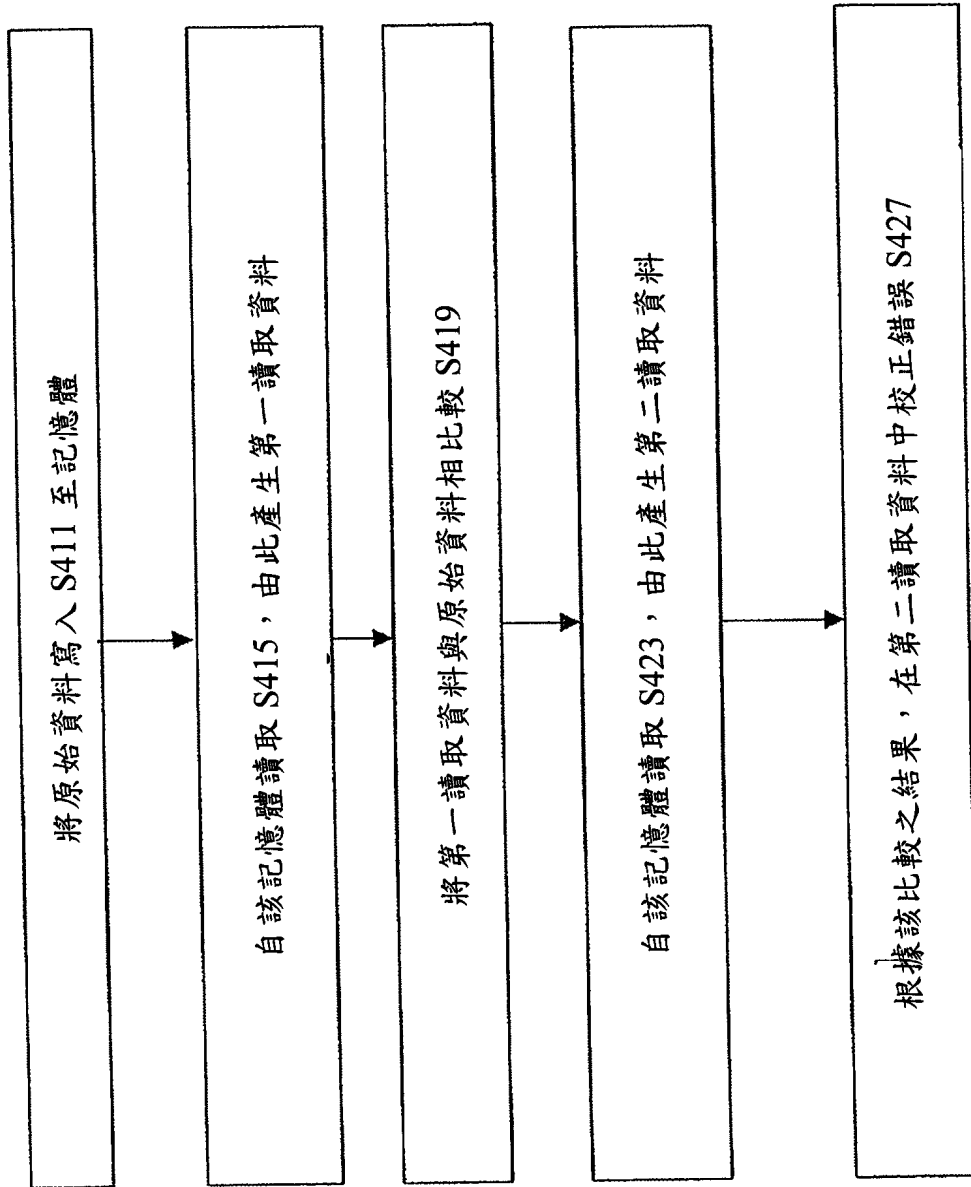 將原始資料寫入 S411 至記憶體
自該記憶體讀取 S415，由此產生第一讀取資料
將第一讀取資料與原始資料相比較 S419
自該記憶體讀取 S423，由此產生第二讀取資料
根據該比較之結果，在第二讀取資料中校正錯誤 S427